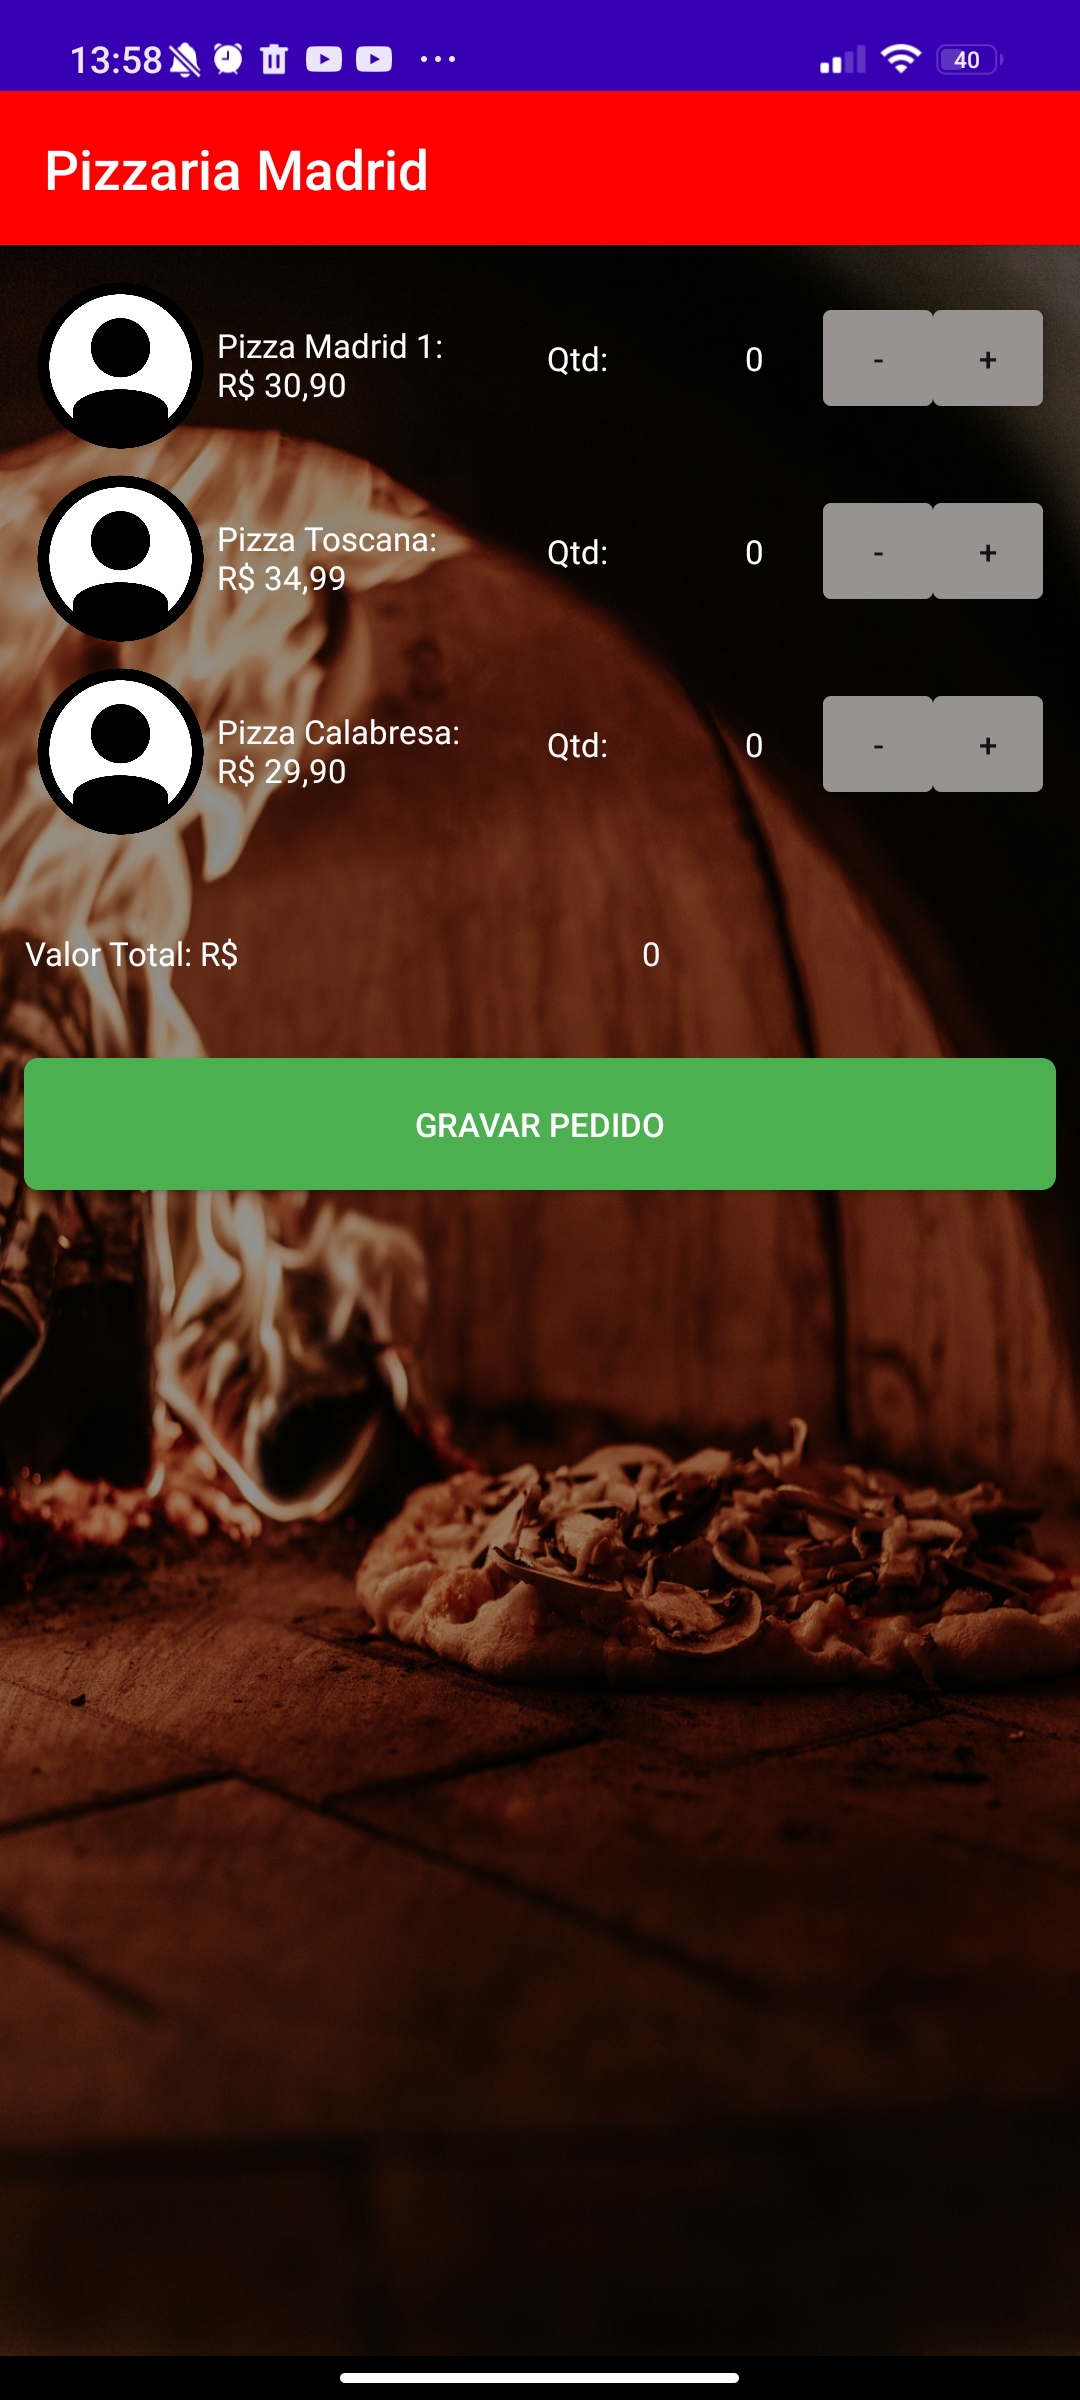 13:58 ... 40
Pizzaria Madrid
Pizza Madrid 1: Qtd: 0 - +
R$ 30,90
Pizza Toscana: Qtd: 0 - +
R$ 34,99
Pizza Calabresa: Qtd: 0 - +
R$ 29,90
Valor Total: R$ 0
GRAVAR PEDIDO